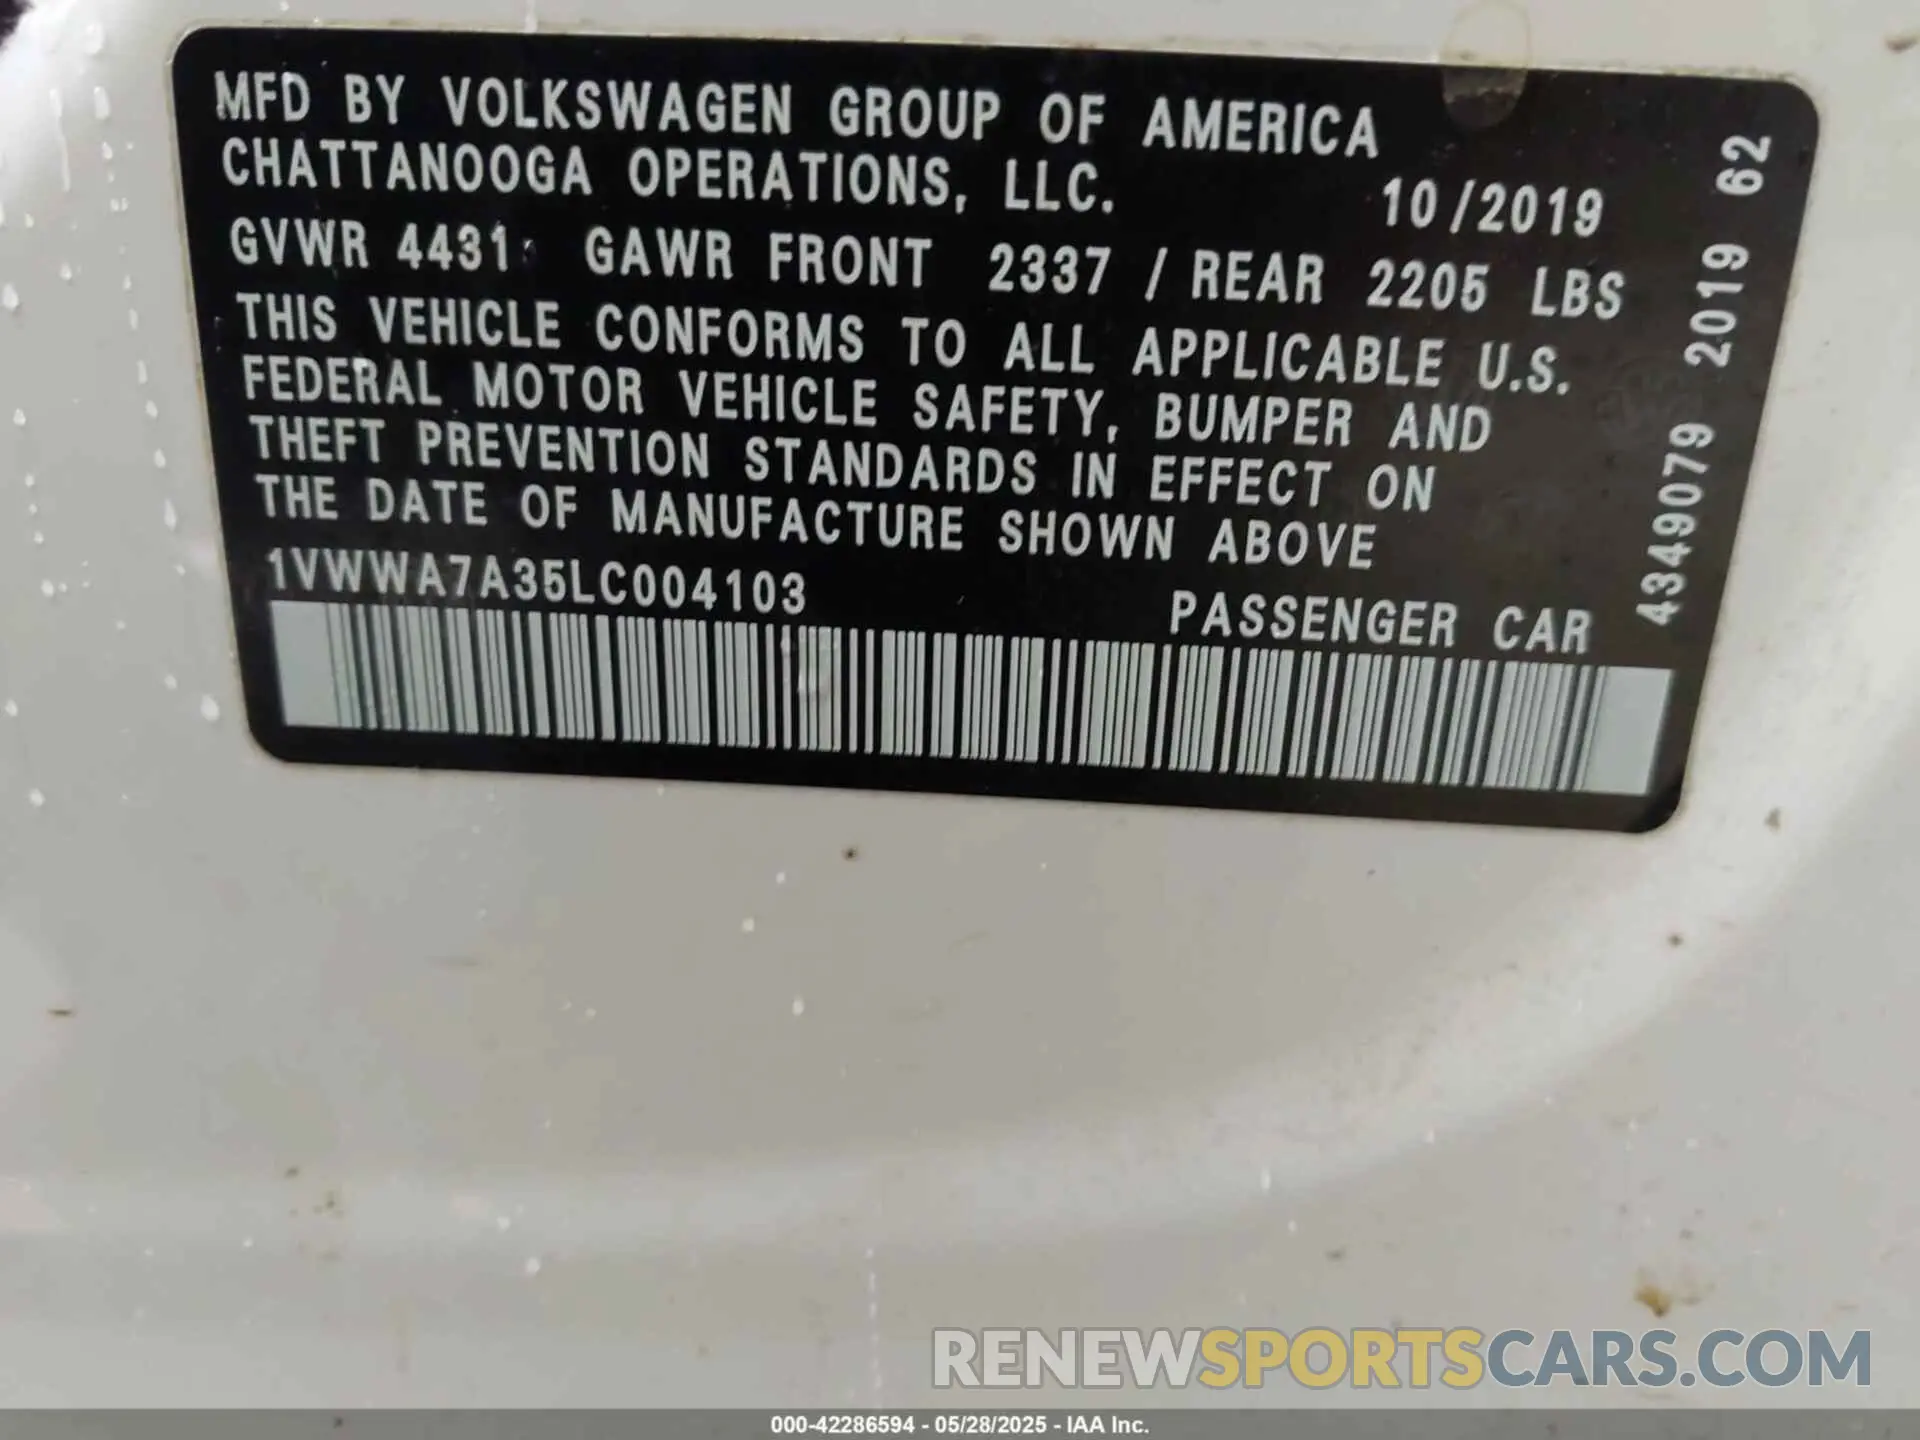 MFD BY VOLKSWAGEN GROUP OF AMERICA
CHATTANOOGA OPERATIONS, LLC. 10/2019
GVWR 4431 GAWR FRONT 2337 / REAR 2205 LBS
THIS VEHICLE CONFORMS TO ALL APPLICABLE U.S.
FEDERAL MOTOR VEHICLE SAFETY, BUMPER AND
THEFT PREVENTION STANDARDS IN EFFECT ON
THE DATE OF MANUFACTURE SHOWN ABOVE
1VWWA7A35LC004103 PASSENGER CAR
4349079 2019 62
RENEWSPORTSCARS.COM
000-42286594 - 05/28/2025 - IAA Inc.